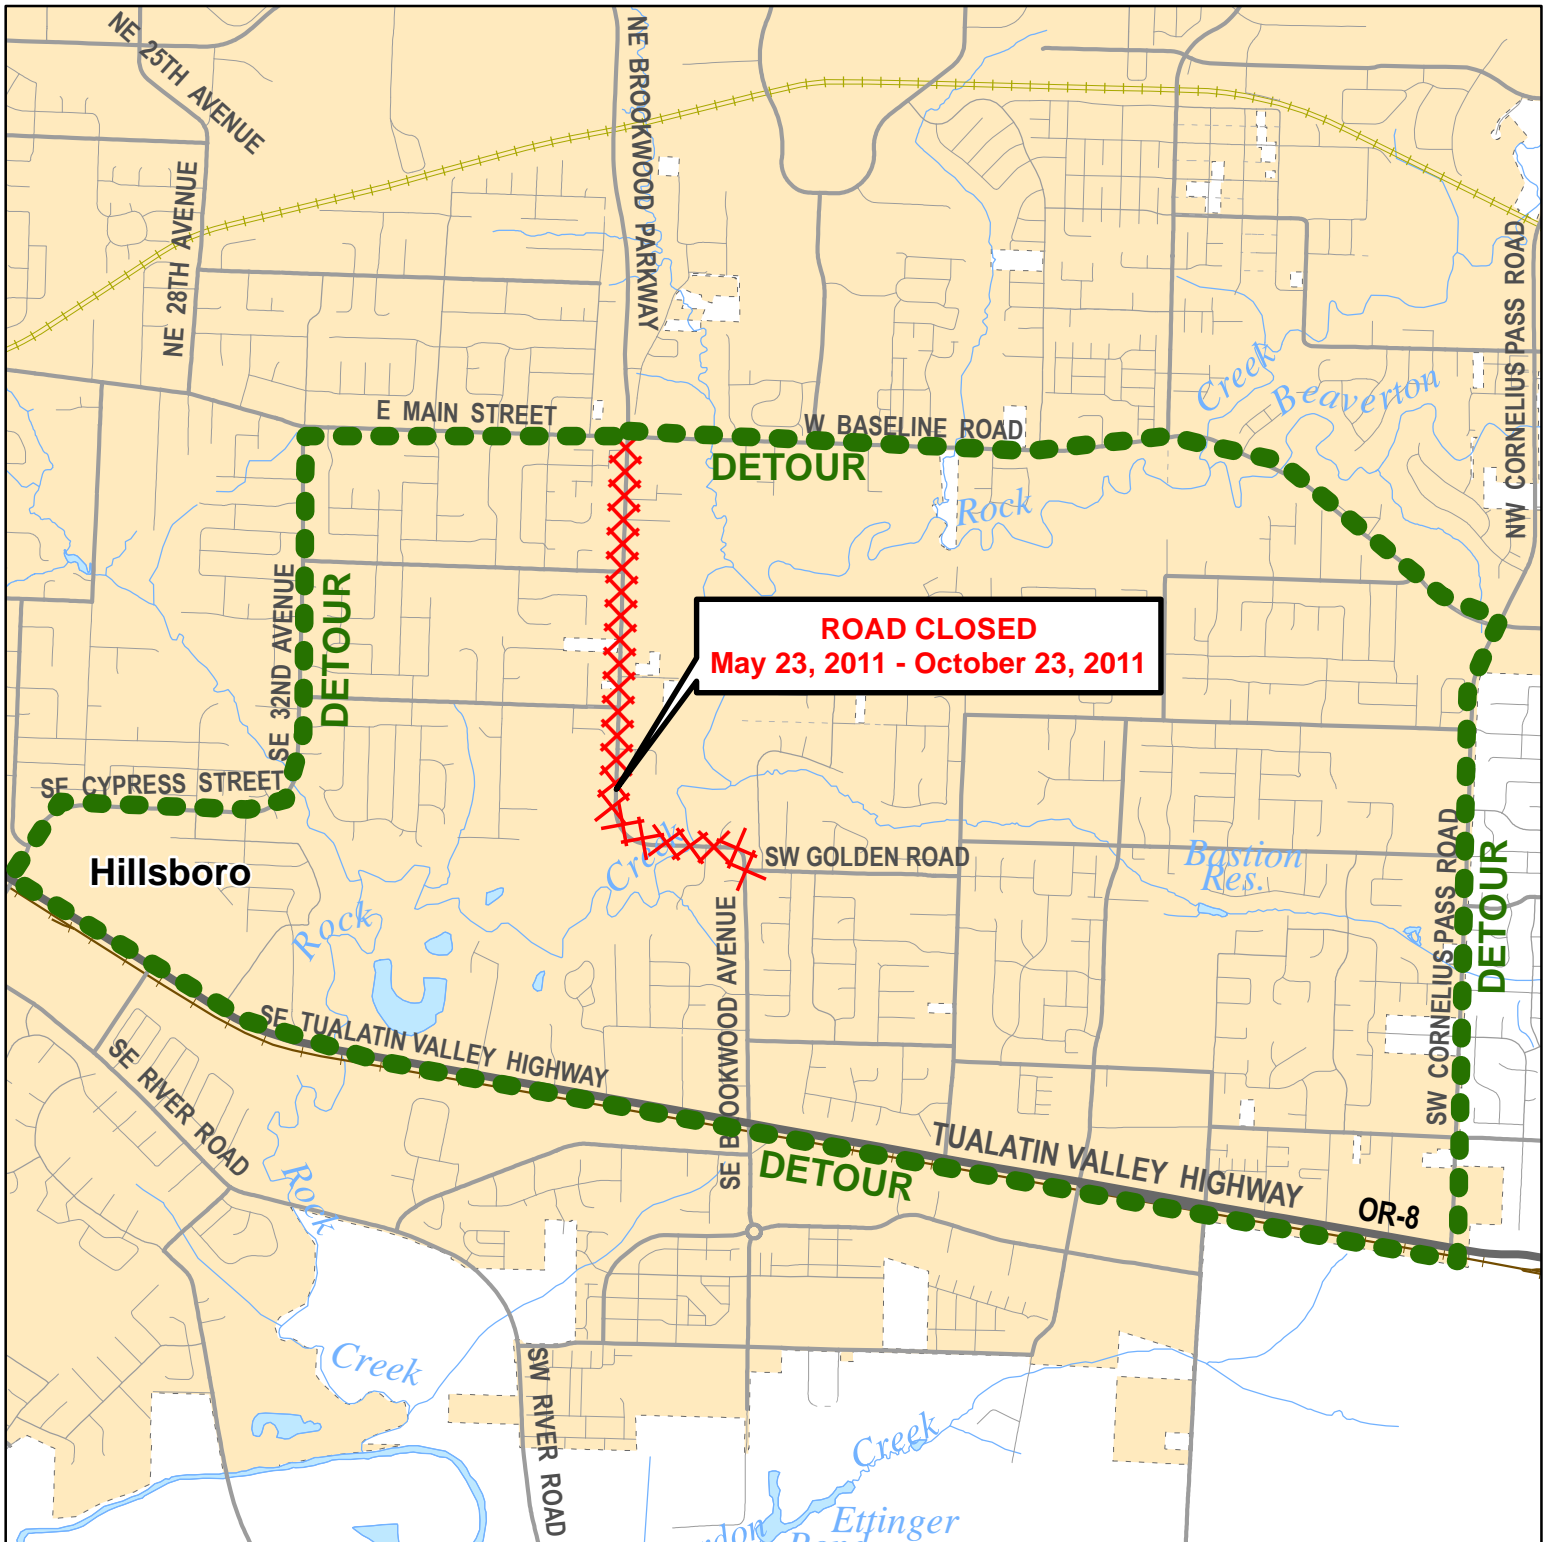 NE 25TH AVENUE
NE BROOKWOOD PARKWAY
NE 28TH AVENUE
NW CORNELIUS PASS ROAD
Creek
Beaverton
E MAIN STREET
W BASELINE ROAD
DETOUR
Rock
SE 32ND AVENUE
DETOUR
ROAD CLOSED
May 23, 2011 - October 23, 2011
SE CYPRESS STREET
Creek
SW GOLDEN ROAD
Bastion
Res.
Hillsboro
Rock
SE BROOKWOOD AVENUE
SW CORNELIUS PASS ROAD
DETOUR
SE TUALATIN VALLEY HIGHWAY
SE RIVER ROAD
TUALATIN VALLEY HIGHWAY
DETOUR
OR-8
Rock
Creek
SW RIVER ROAD
Creek
Ettinger